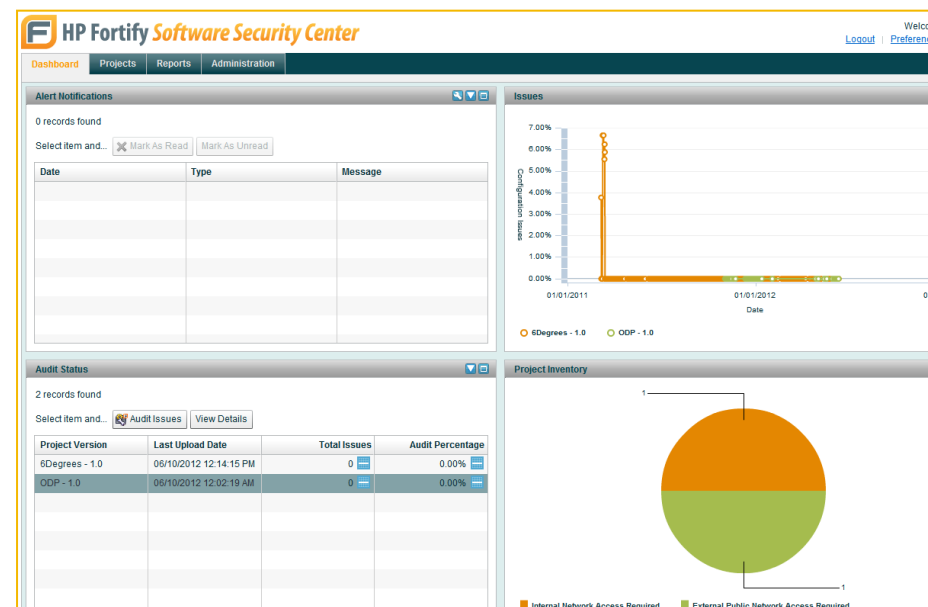 HP Fortify Software Security Center
Logout | 
Dashboard Projects Reports Administration
Alert Notifications
0 records found
Select item and... Mark As Read Mark As Unread
Date Type Message
Issues
7.00%
6.00%
5.00%
4.00%
3.00%
2.00%
1.00%
0.00%
Configuration Issues
01/01/2011 01/01/2012
Date
6Degrees - 1.0 ODP - 1.0
Audit Status
2 records found
Select item and... Audit Issues View Details
Project Version Last Upload Date Total Issues Audit Percentage
6Degrees - 1.0 06/10/2012 12:14:15 PM 0 0.00%
ODP - 1.0 06/10/2012 12:02:19 AM 0 0.00%
Project Inventory
1
1
Internal Network Access Required External Public Network Access Required